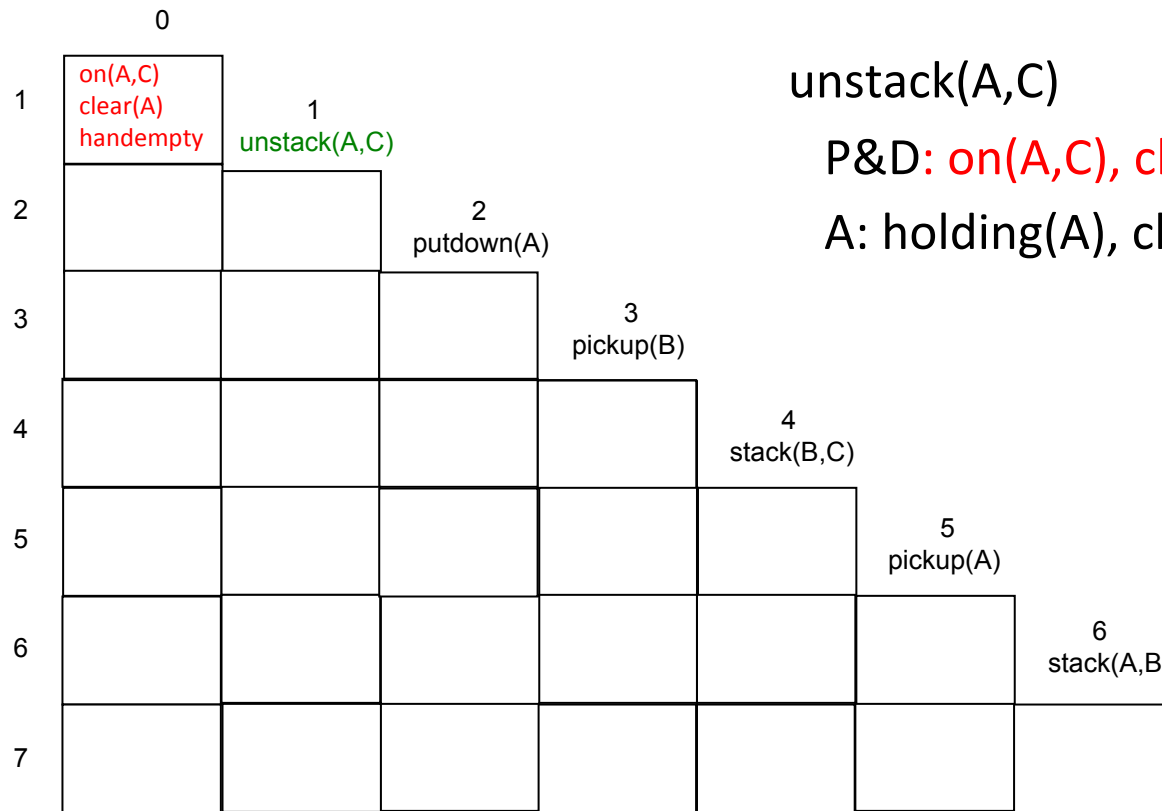 0
1
on(A,C)
clear(A)
handempty
1
unstack(A,C)
unstack(A,C)
P&D: on(A,C),
A: holding(A),
2
2
putdown(A)
3
3
pickup(B)
4
4
stack(B,C)
5
5
pickup(A)
6
6
stack(A,B
7